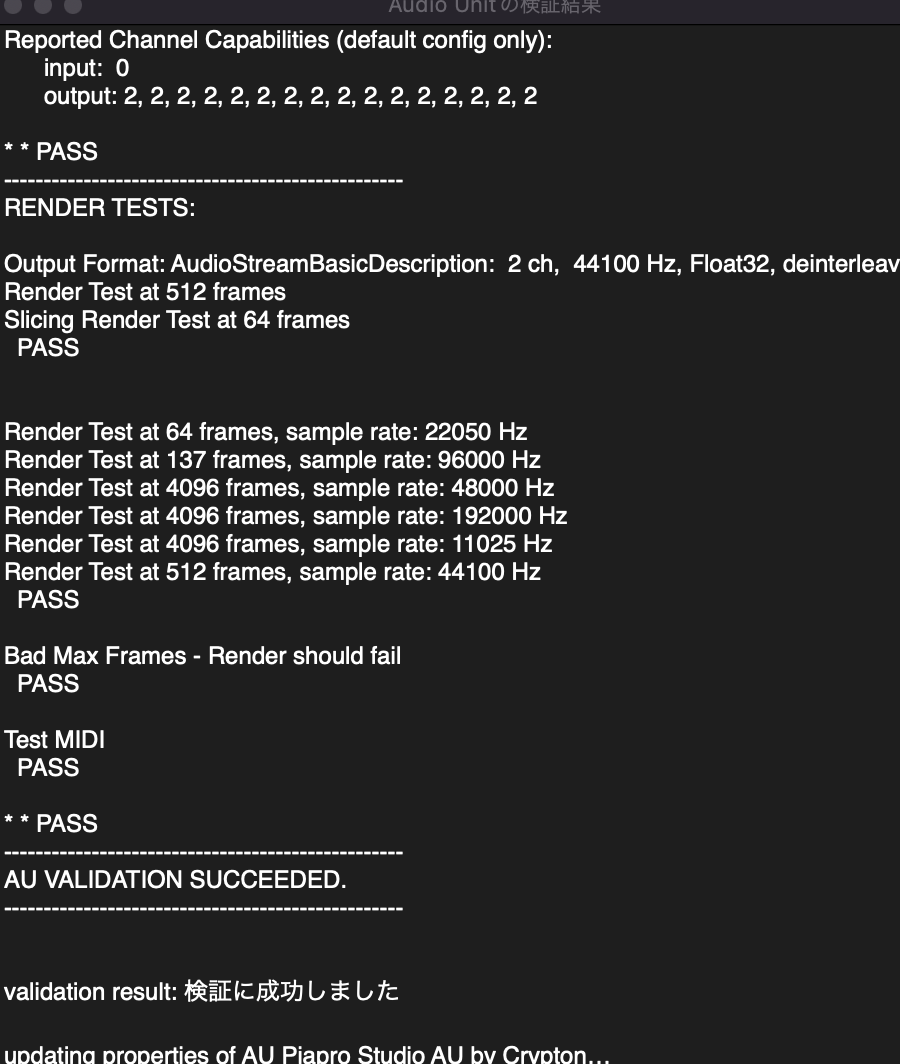 Audio Unitの検証結果
Reported Channel Capabilities (default config only):
input:  0
output: 2, 2, 2, 2, 2, 2, 2, 2, 2, 2, 2, 2, 2, 2, 2, 2
* * PASS
--------------------------------------------------
RENDER TESTS:
Output Format: AudioStreamBasicDescription:  2 ch,  44100 Hz, Float32, deinterleav
Render Test at 512 frames
Slicing Render Test at 64 frames
PASS
Render Test at 64 frames, sample rate: 22050 Hz
Render Test at 137 frames, sample rate: 96000 Hz
Render Test at 4096 frames, sample rate: 48000 Hz
Render Test at 4096 frames, sample rate: 192000 Hz
Render Test at 4096 frames, sample rate: 11025 Hz
Render Test at 512 frames, sample rate: 44100 Hz
PASS
Bad Max Frames - Render should fail
PASS
Test MIDI
PASS
* * PASS
--------------------------------------------------
AU VALIDATION SUCCEEDED.
--------------------------------------------------
validation result: 検証に成功しました
updating properties of AU Piapro Studio AU by Crypton…